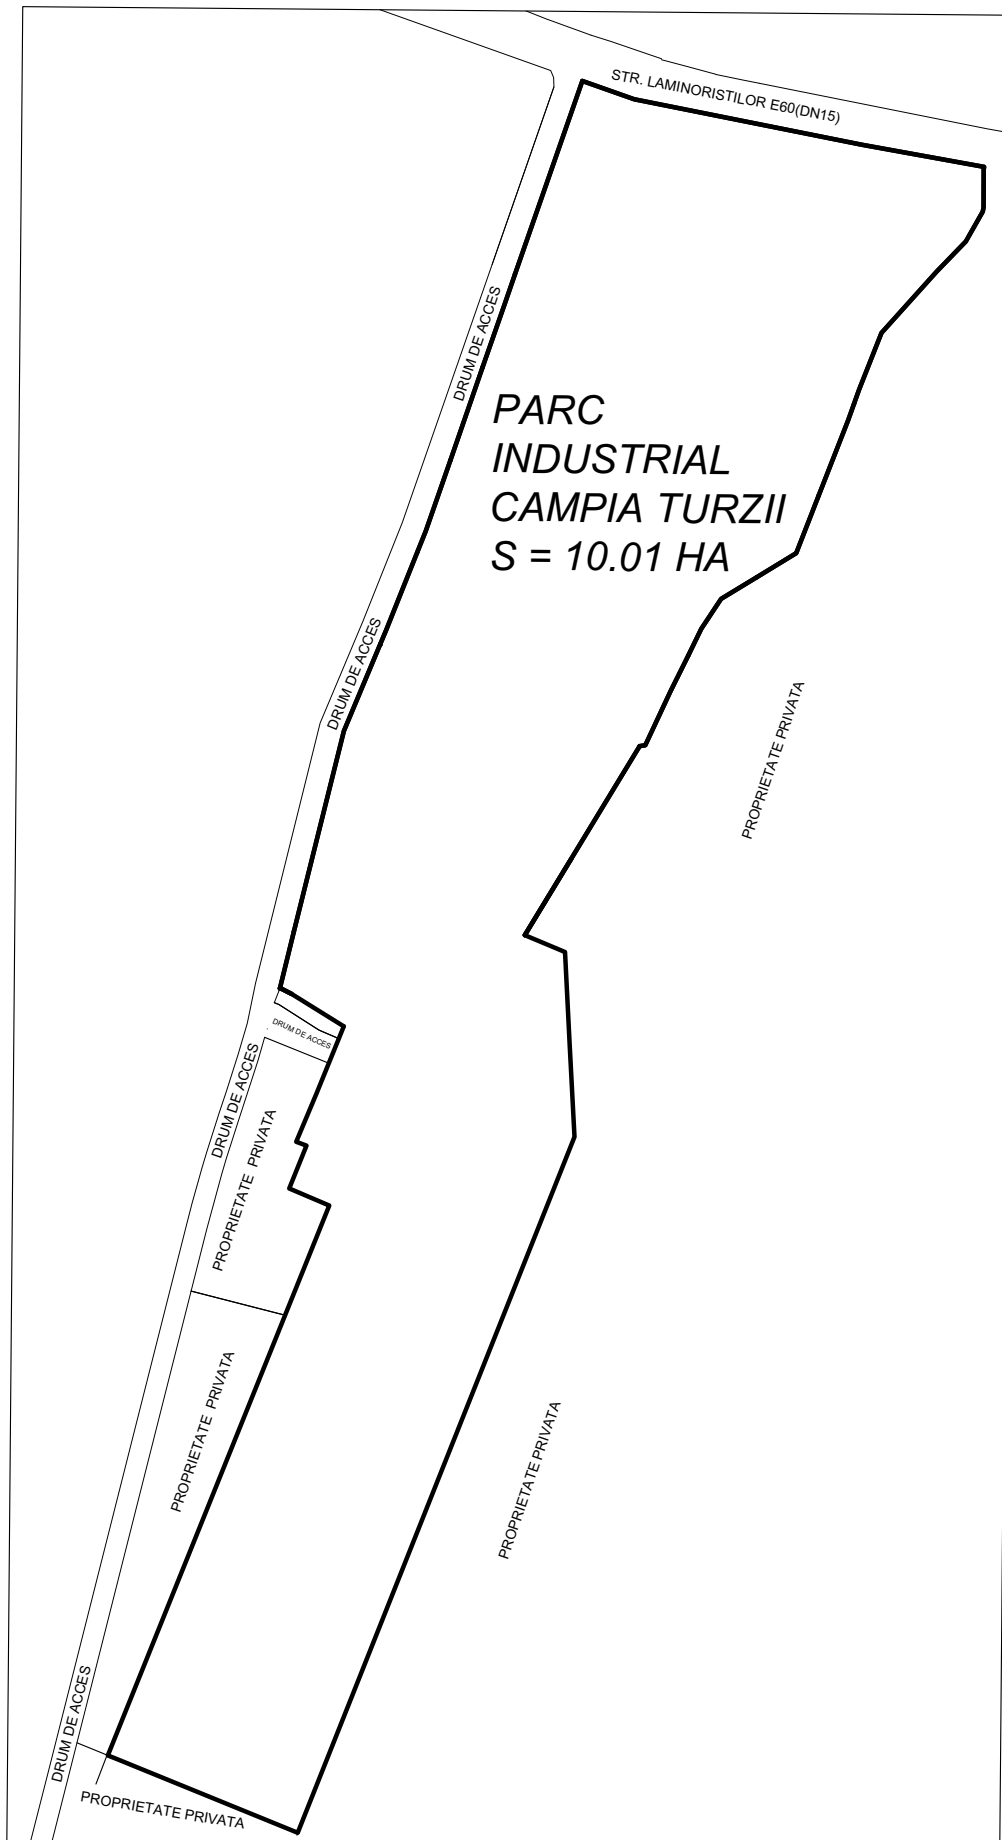 STR. LAMINORISTILOR E60(DN15)
DRUM DE ACCES
PARC
INDUSTRIAL
CAMPIA TURZII
S = 10.01 HA
DRUM DE ACCES
PROPRIETATE PRIVATA
DRUM DE ACCES
DRUM DE ACCES
PROPRIETATE PRIVATA
PROPRIETATE PRIVATA
PROPRIETATE PRIVATA
DRUM DE ACCES
PROPRIETATE PRIVATA